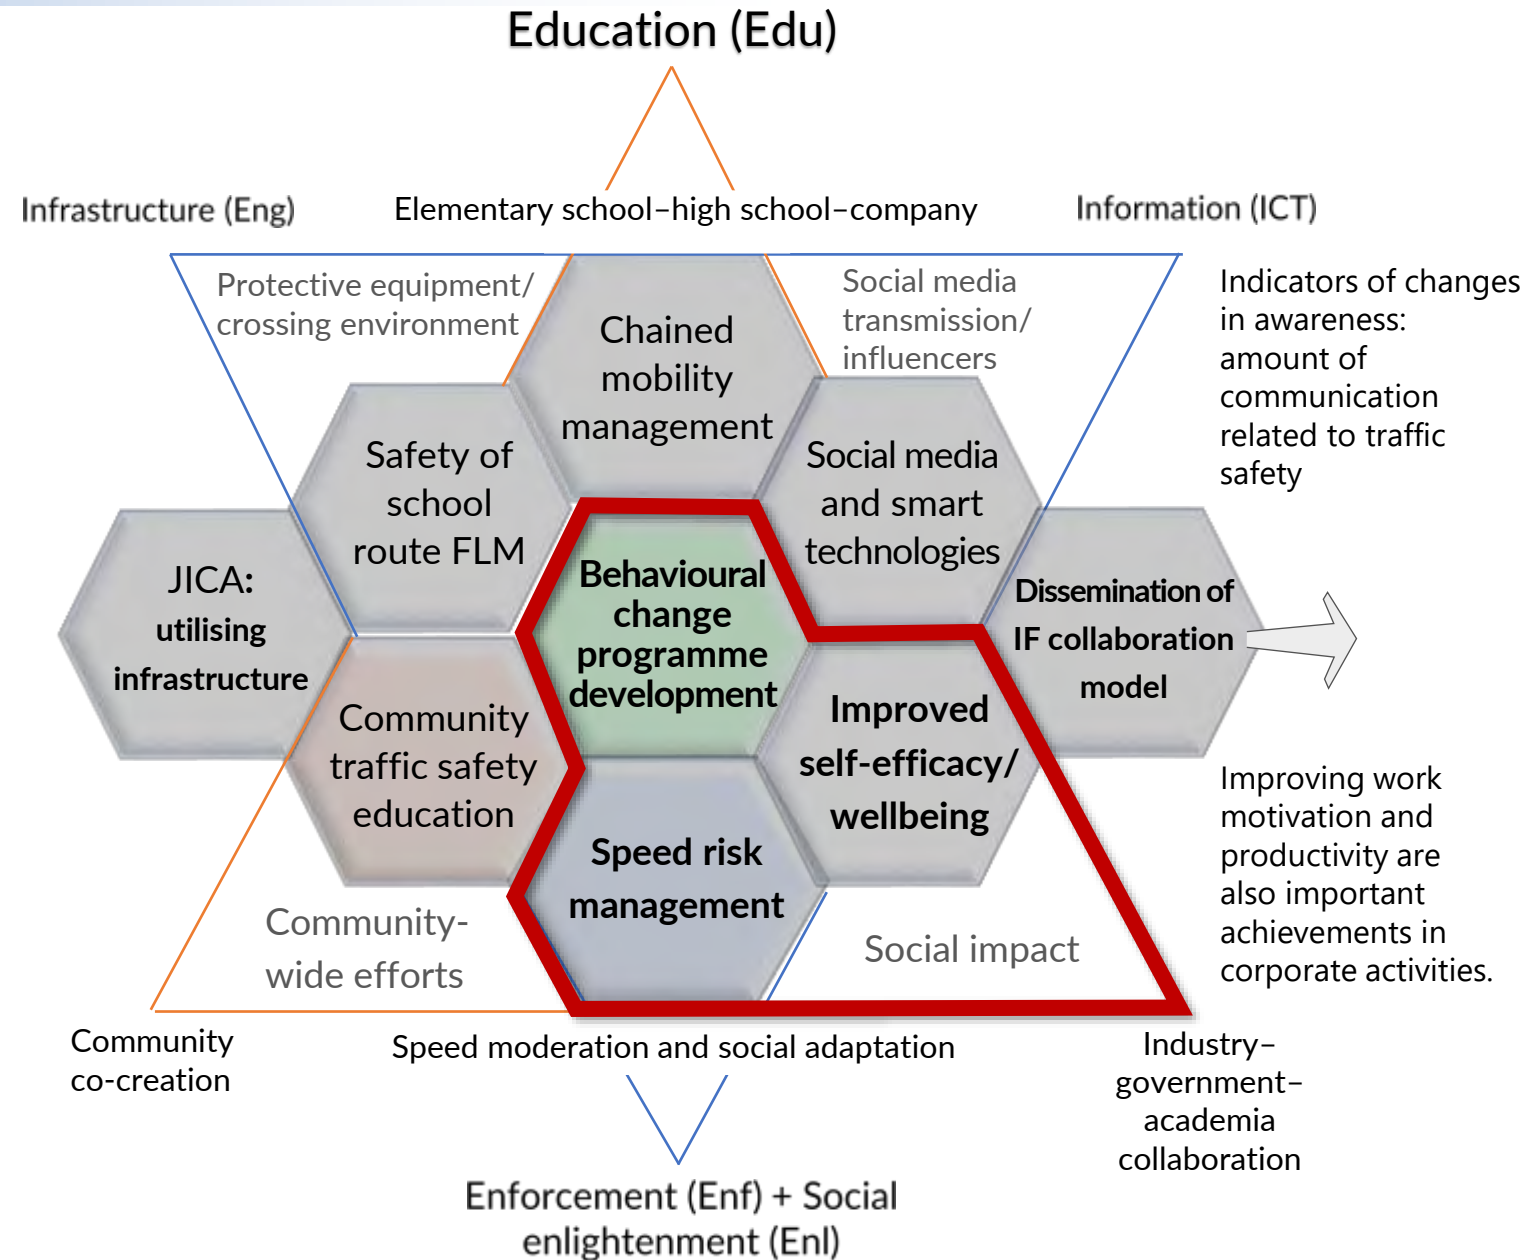 Education (Edu)
Infrastructure (Eng)
Elementary school–high school–company
Information (ICT)
Protective equipment/
crossing environment
Social media
transmission/
influencers
Indicators of changes
in awareness:
amount of
communication
related to traffic
safety
Chained
mobility
management
Safety of
school
route FLM
Social media
and smart
technologies
JICA:
utilising
infrastructure
Behavioural
change
programme
development
Dissemination of
IF collaboration
model
Community
traffic safety
education
Improved
self-efficacy/
wellbeing
Speed risk
management
Improving work
motivation and
productivity are
also important
achievements in
corporate activities.
Community-
wide efforts
Social impact
Community
co-creation
Speed moderation and social adaptation
Industry–
government–
academia
collaboration
Enforcement (Enf) + Social
enlightenment (Enl)